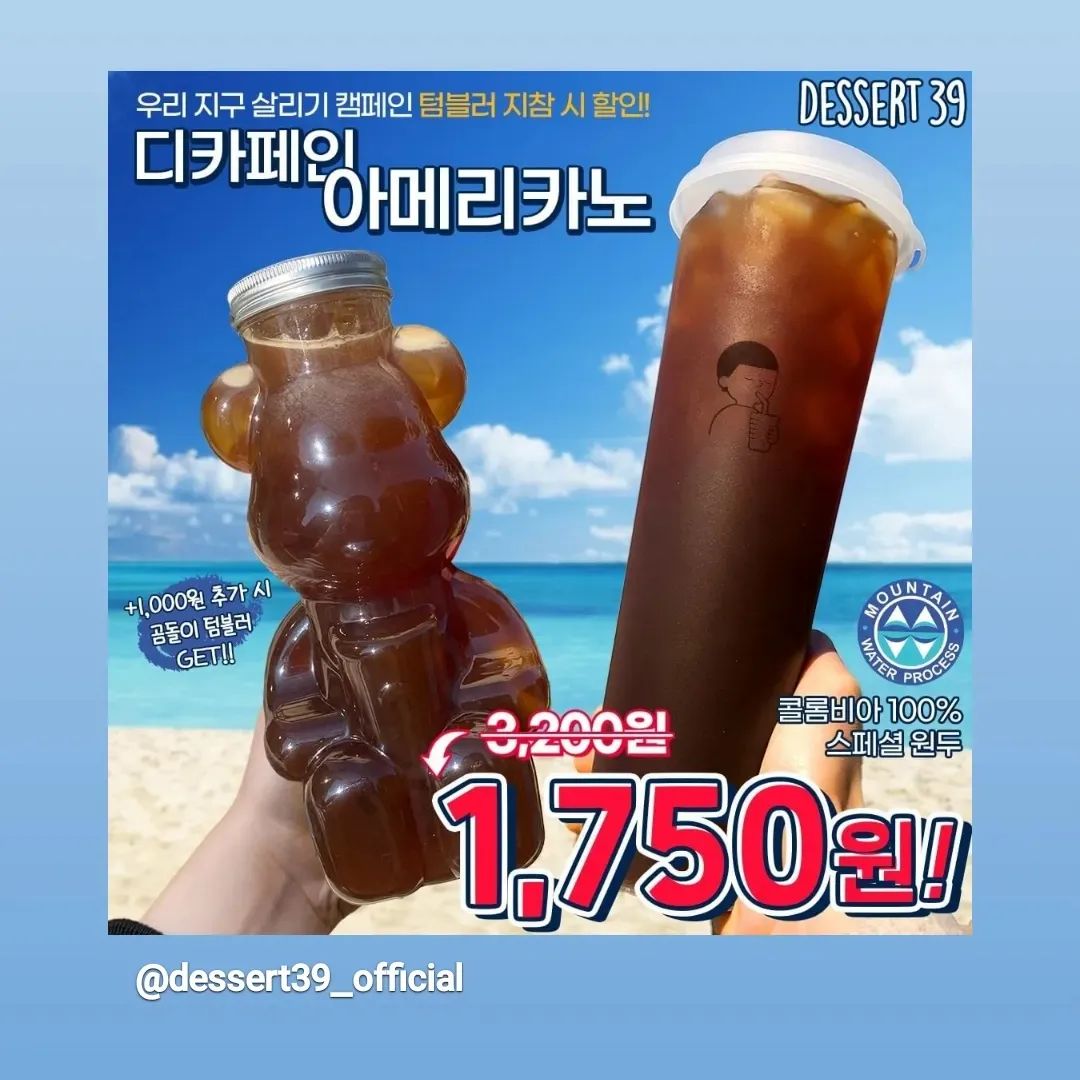 우리 지구 살리기 캠페인 텀블러 지참 시 할인!
DESSERT 39
디카페인
아메리카노
+1,000원 추가 시
곰돌이 텀블러
GET!!
MOUNTAIN
WATER PROCESS
콜롬비아 100%
스페셜 원두
3,200원
1,750원!
@dessert39_official